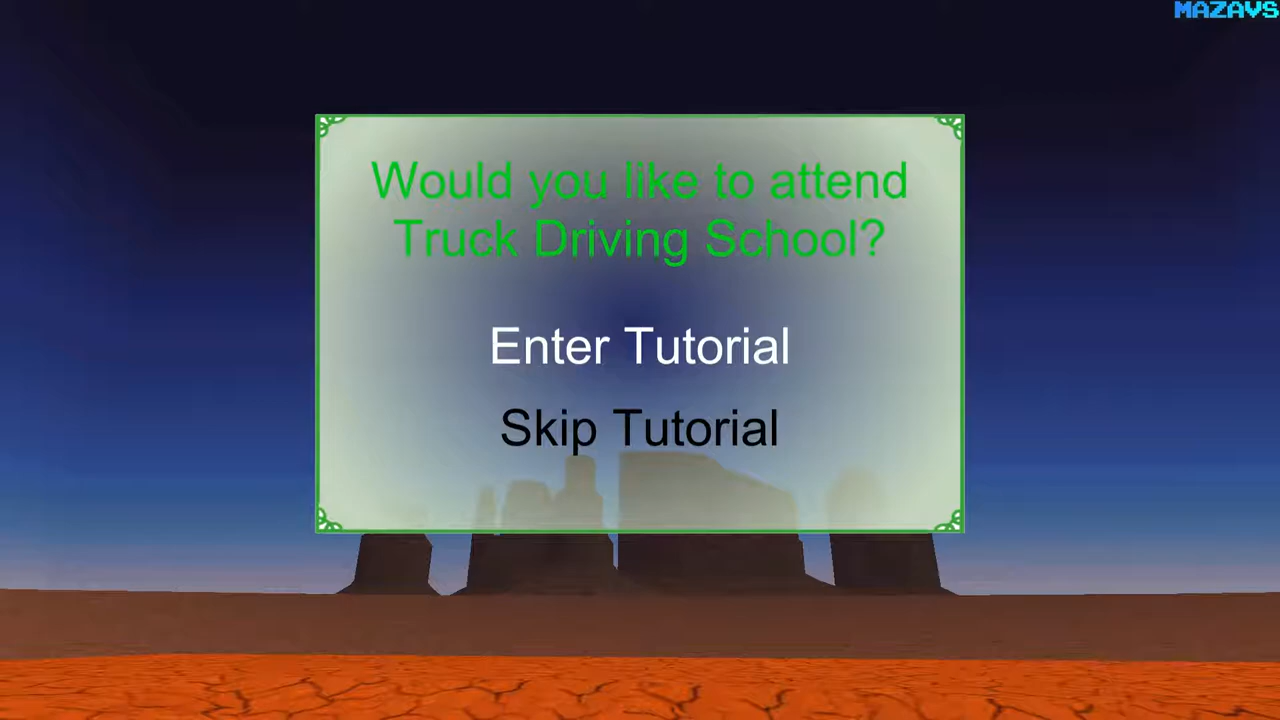 MAZAVS
Would you like to attend
Truck Driving School?
Enter Tutorial
Skip Tutorial